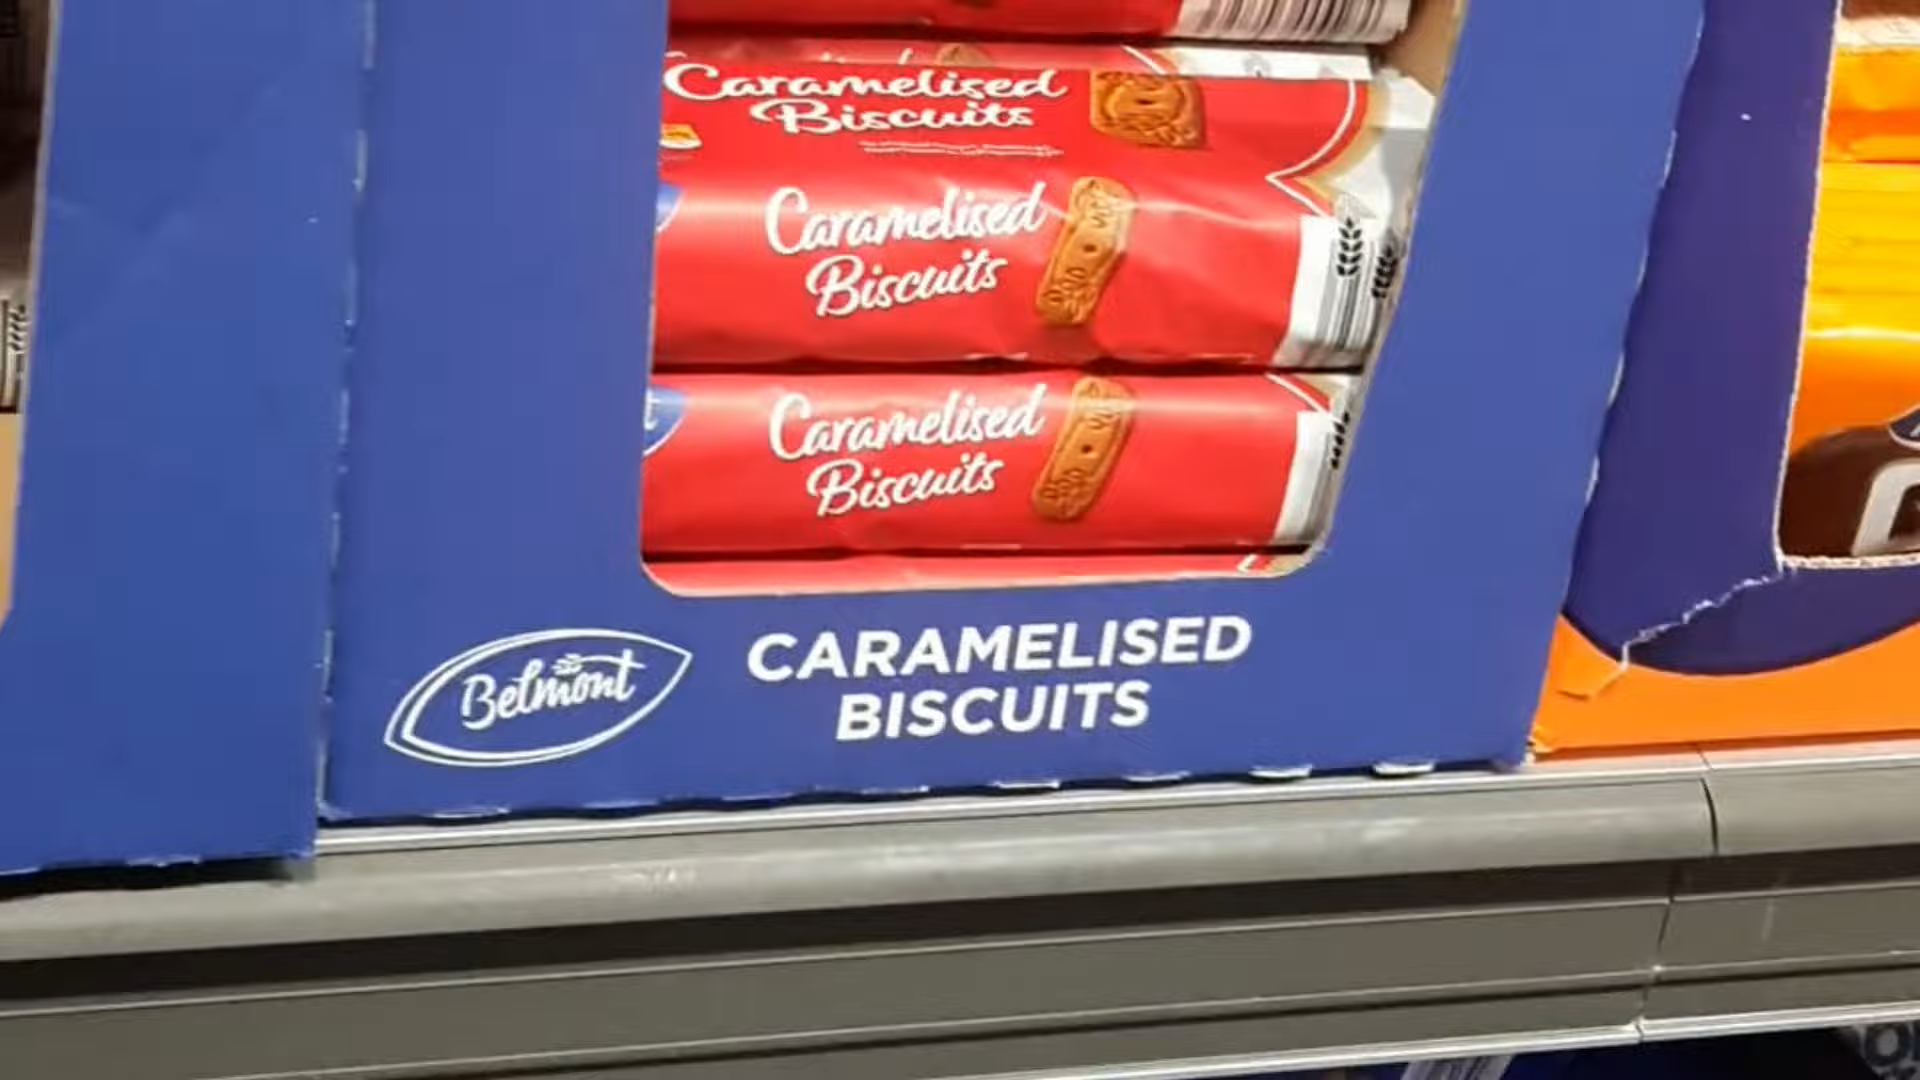 Caramelised
Biscuits
Caramelised
Biscuits
Caramelised
Biscuits
Belmont
CARAMELISED
BISCUITS